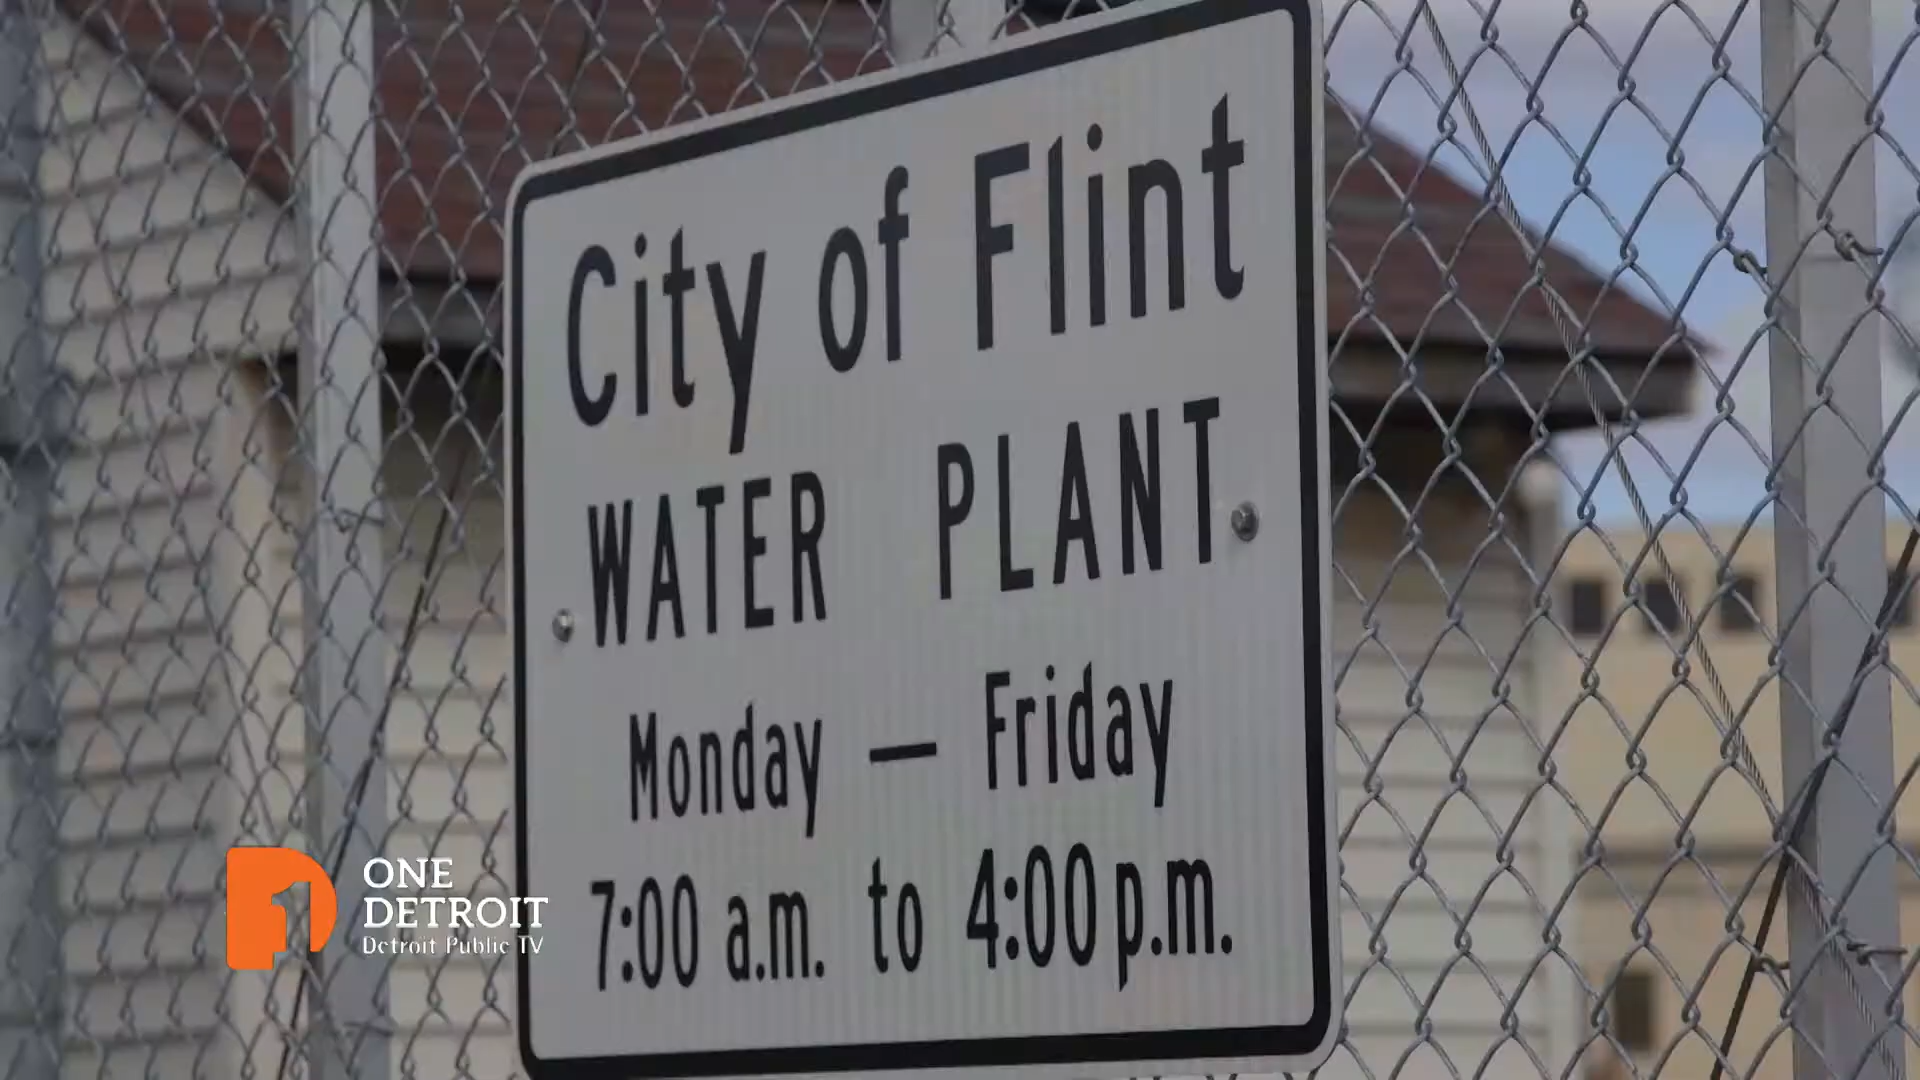 City of Flint
WATER PLANT
Monday — Friday
7:00 a.m. to 4:00 p.m.
ONE
DETROIT
Detroit Public TV